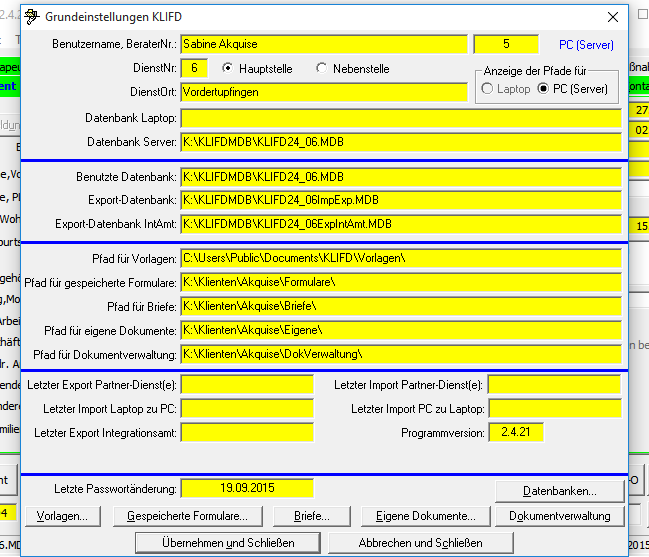 Grundeinstellungen KLIFD
Benutzername, BeraterNr.: Sabine Akquise 5 PC (Server)
DienstNr: 6 Hauptstelle Nebenstelle
Anzeige der Pfade für
Laptop PC (Server)
DienstOrt: Vordertupfingen
Datenbank Laptop:
Datenbank Server: K:\KLIFDMDB\KLIFD24_06.MDB
Benutzte Datenbank: K:\KLIFDMDB\KLIFD24_06.MDB
Export-Datenbank: K:\KLIFDMDB\KLIFD24_06ImpExp.MDB
Export-Datenbank IntAmt: K:\KLIFDMDB\KLIFD24_06ExpIntAmt.MDB
Pfad für Vorlagen: C:\Users\Public\Documents\KLIFD\Vorlagen\
Pfad für gespeicherte Formulare: K:\Klienten\Akquise\Formulare\
Pfad für Briefe: K:\Klienten\Akquise\Briefe\
Pfad für eigene Dokumente: K:\Klienten\Akquise\Eigene\
Pfad für Dokumentverwaltung: K:\Klienten\Akquise\DokVerwaltung\
Letzter Export Partner-Dienst(e): Letzter Import Partner-Dienst(e):
Letzter Import Laptop zu PC: Letzter Import PC zu Laptop:
Letzter Export Integrationsamt: Programmversion: 2.4.21
Letzte Passwortänderung: 19.09.2015 Datenbanken...
Vorlagen... Gespeicherte Formulare... Briefe... Eigene Dokumente... Dokumentverwaltung
Übernehmen und Schließen Abbrechen und Schließen